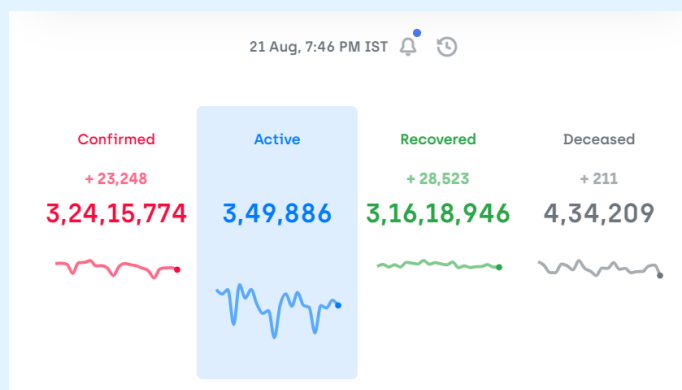 21 Aug, 7:46 PM IST
Confirmed Active Recovered Deceased
+ 23,248 + 28,523 + 211
3,24,15,774 3,49,886 3,16,18,946 4,34,209